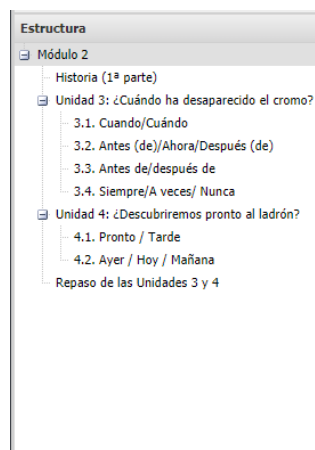 Estructura
Módulo 2
Historia (1ª parte)
Unidad 3: ¿Cuándo ha desaparecido el cromo?
3.1. Cuando/Cuándo
3.2. Antes (de)/Ahora/Después (de)
3.3. Antes de/después de
3.4. Siempre/A veces/ Nunca
Unidad 4: ¿Descubriremos pronto al ladrón?
4.1. Pronto / Tarde
4.2. Ayer / Hoy / Mañana
Repaso de las Unidades 3 y 4